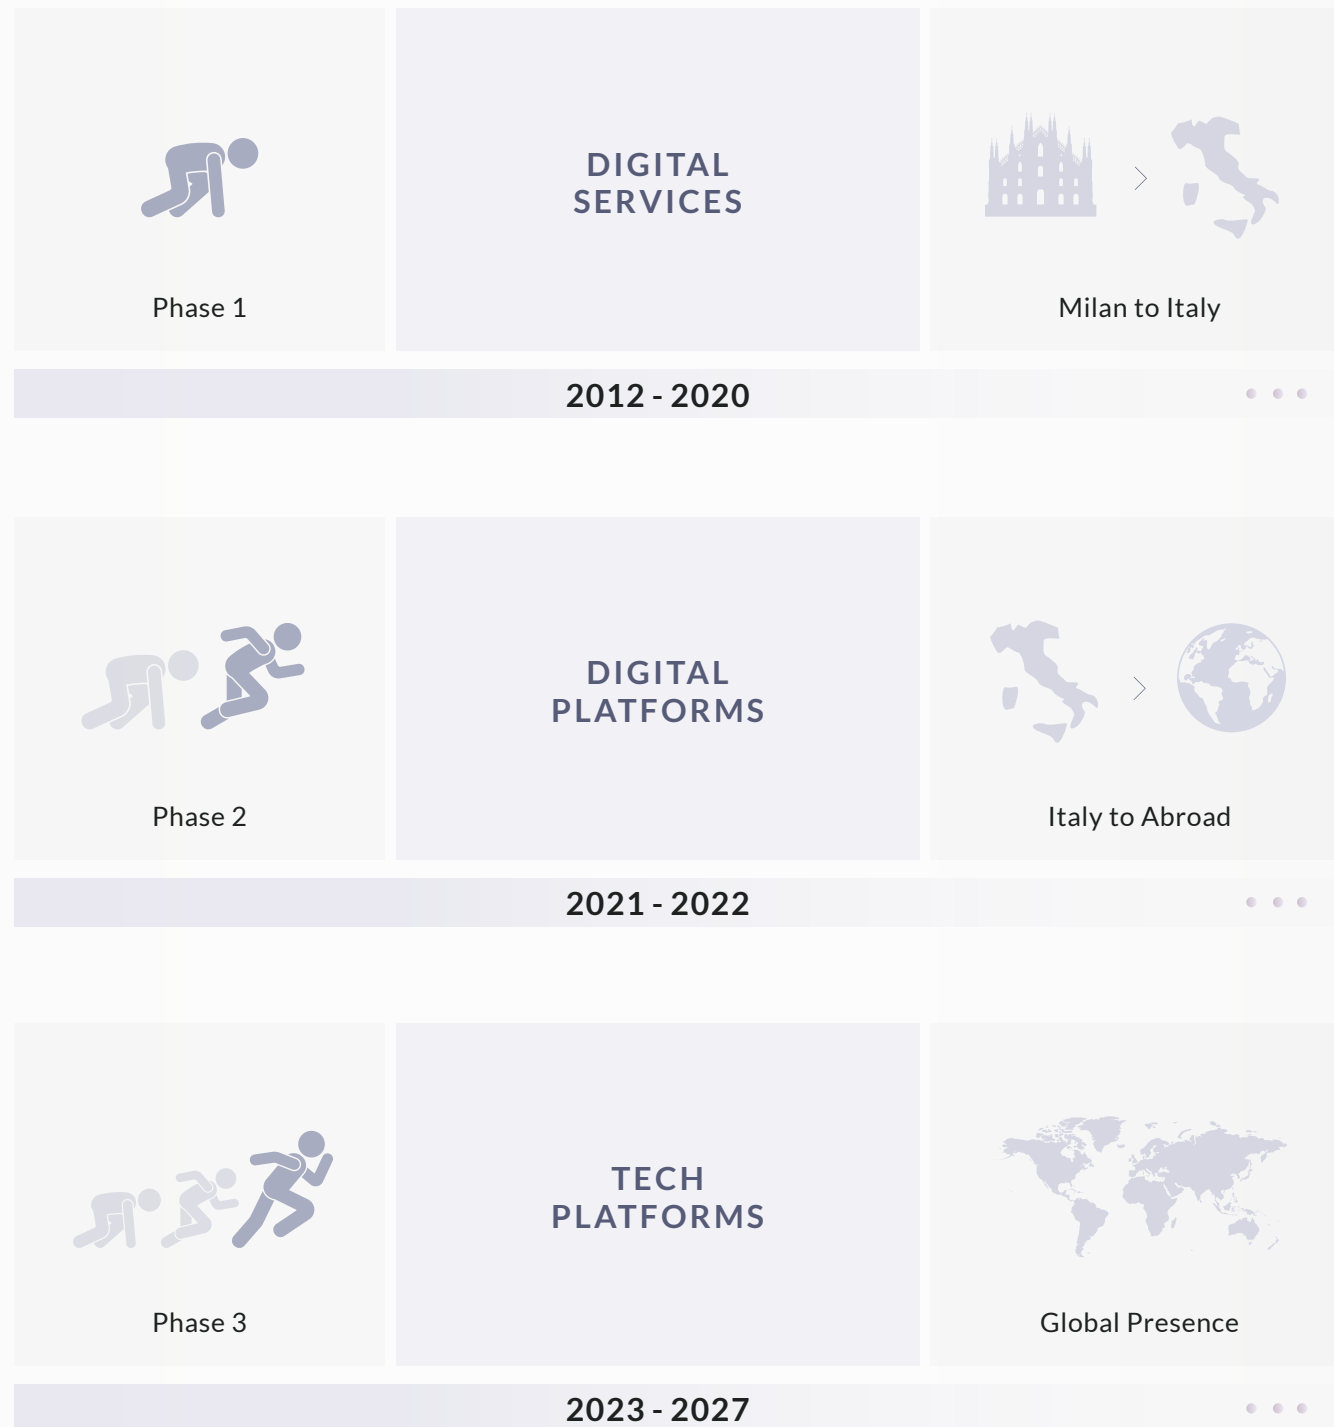 DIGITAL
SERVICES
Phase 1
Milan to Italy
2012 - 2020
DIGITAL
PLATFORMS
Phase 2
Italy to Abroad
2021 - 2022
TECH
PLATFORMS
Phase 3
Global Presence
2023 - 2027